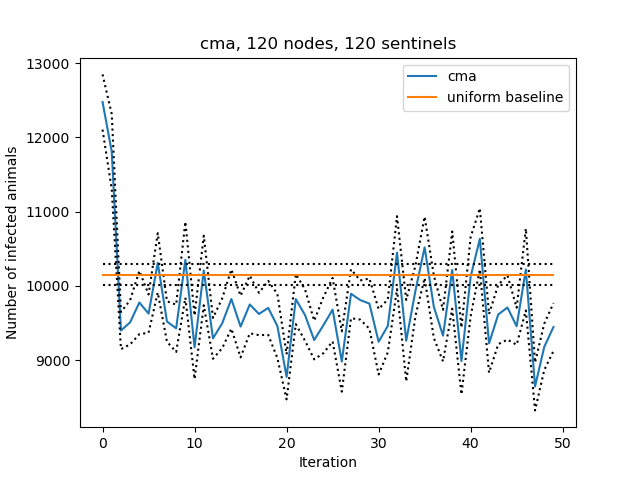 cma, 120 nodes, 120 sentinels
13000
12000
11000
10000
9000
Number of infected animals
cma
uniform baseline
0
10
20
30
40
50
Iteration